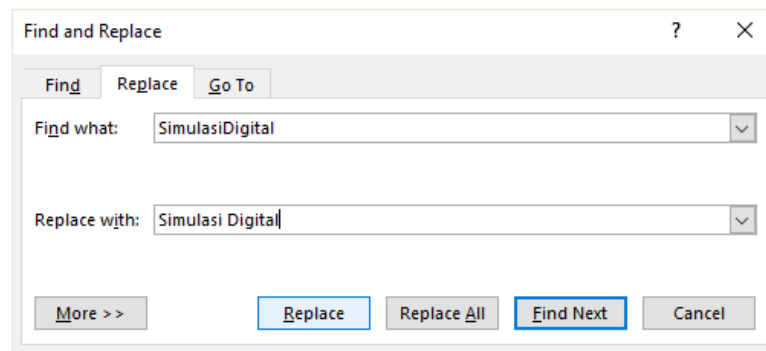 Find and Replace ?
Find Replace Go To
Find what: SimulasiDigital
Replace with: Simulasi Digital
More >> Replace Replace All Find Next Cancel